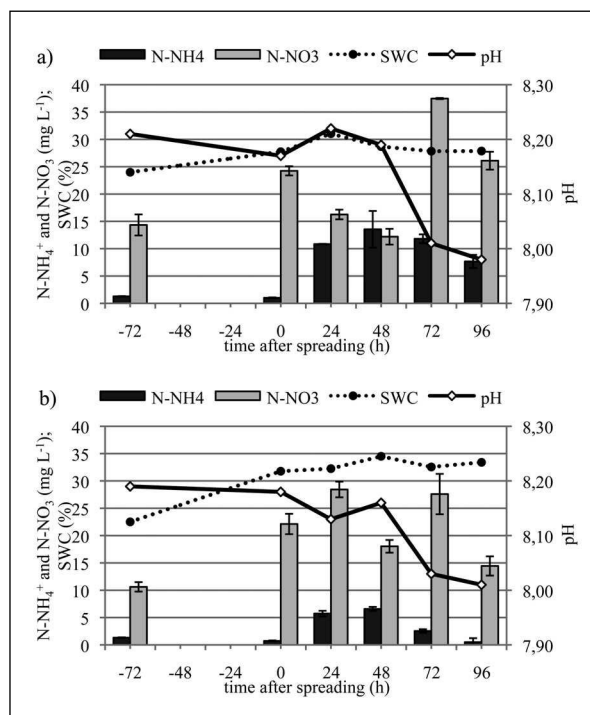 a) N-NH4 N-NO3 SWC pH
N-NH₄⁺ and N-NO₃ (mg L⁻¹);
SWC (%)
40
35
30
25
20
15
10
5
0
8,30
8,20
8,10
8,00
7,90
pH
-72 -48 -24 0 24 48 72 96
time after spreading (h)
b) N-NH4 N-NO3 SWC pH
N-NH₄⁺ and N-NO₃ (mg L⁻¹);
SWC (%)
40
35
30
25
20
15
10
5
0
8,30
8,20
8,10
8,00
7,90
pH
-72 -48 -24 0 24 48 72 96
time after spreading (h)